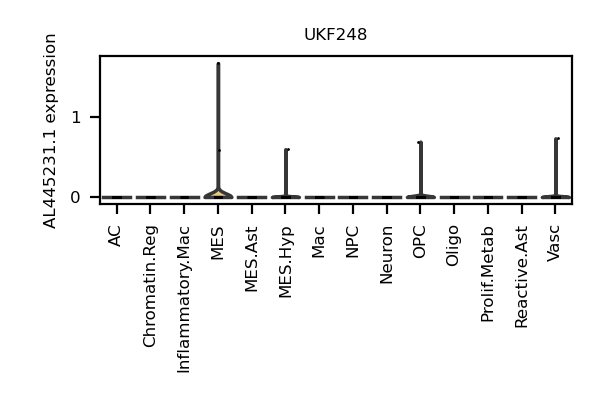 UKF248
AL445231.1 expression
1
0
AC
Chromatin.Reg
Inflammatory.Mac
MES
MES.Ast
MES.Hyp
Mac
NPC
Neuron
OPC
Oligo
Prolif.Metab
Reactive.Ast
Vasc